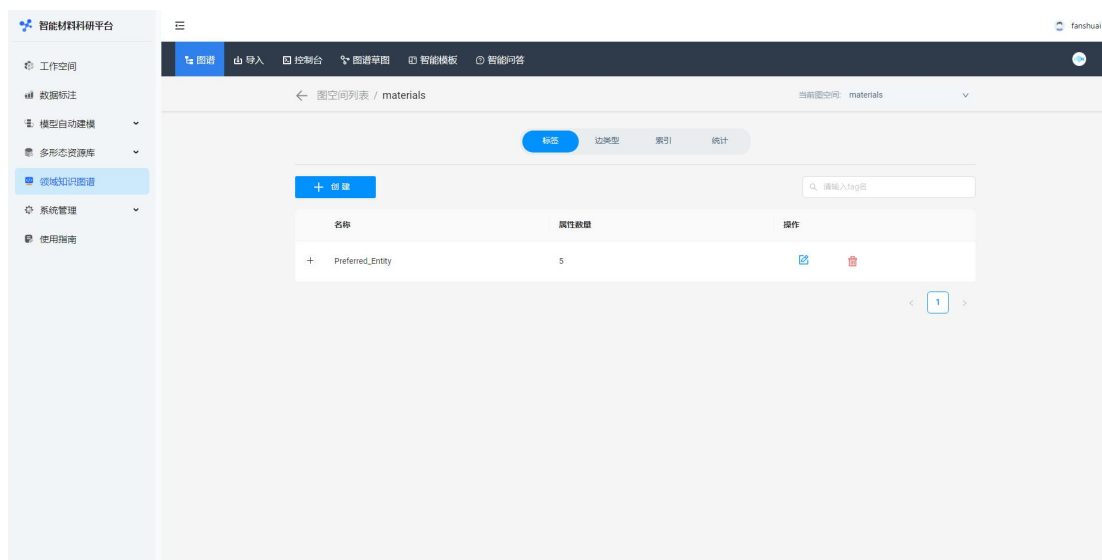 智能材料科研平台
fanshuai
工作空间
数据标注
模型自动建模
多形态资源库
领域知识图谱
系统管理
使用指南
图谱 导入 控制台 图谱草图 智能模板 智能问答
图空间列表 / materials
当前图空间: materials
标签 边类型 索引 统计
+ 创建
请输入tag名
名称 属性数量 操作
+ Preferred_Entity 5
< 1 >